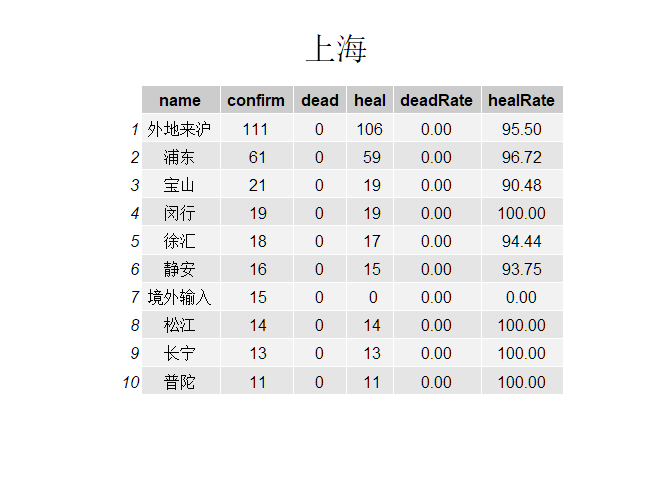 上海
name confirm dead heal deadRate healRate
1 外地来沪 111 0 106 0.00 95.50
2 浦东 61 0 59 0.00 96.72
3 宝山 21 0 19 0.00 90.48
4 闵行 19 0 19 0.00 100.00
5 徐汇 18 0 17 0.00 94.44
6 静安 16 0 15 0.00 93.75
7 境外输入 15 0 0 0.00 0.00
8 松江 14 0 14 0.00 100.00
9 长宁 13 0 13 0.00 100.00
10 普陀 11 0 11 0.00 100.00